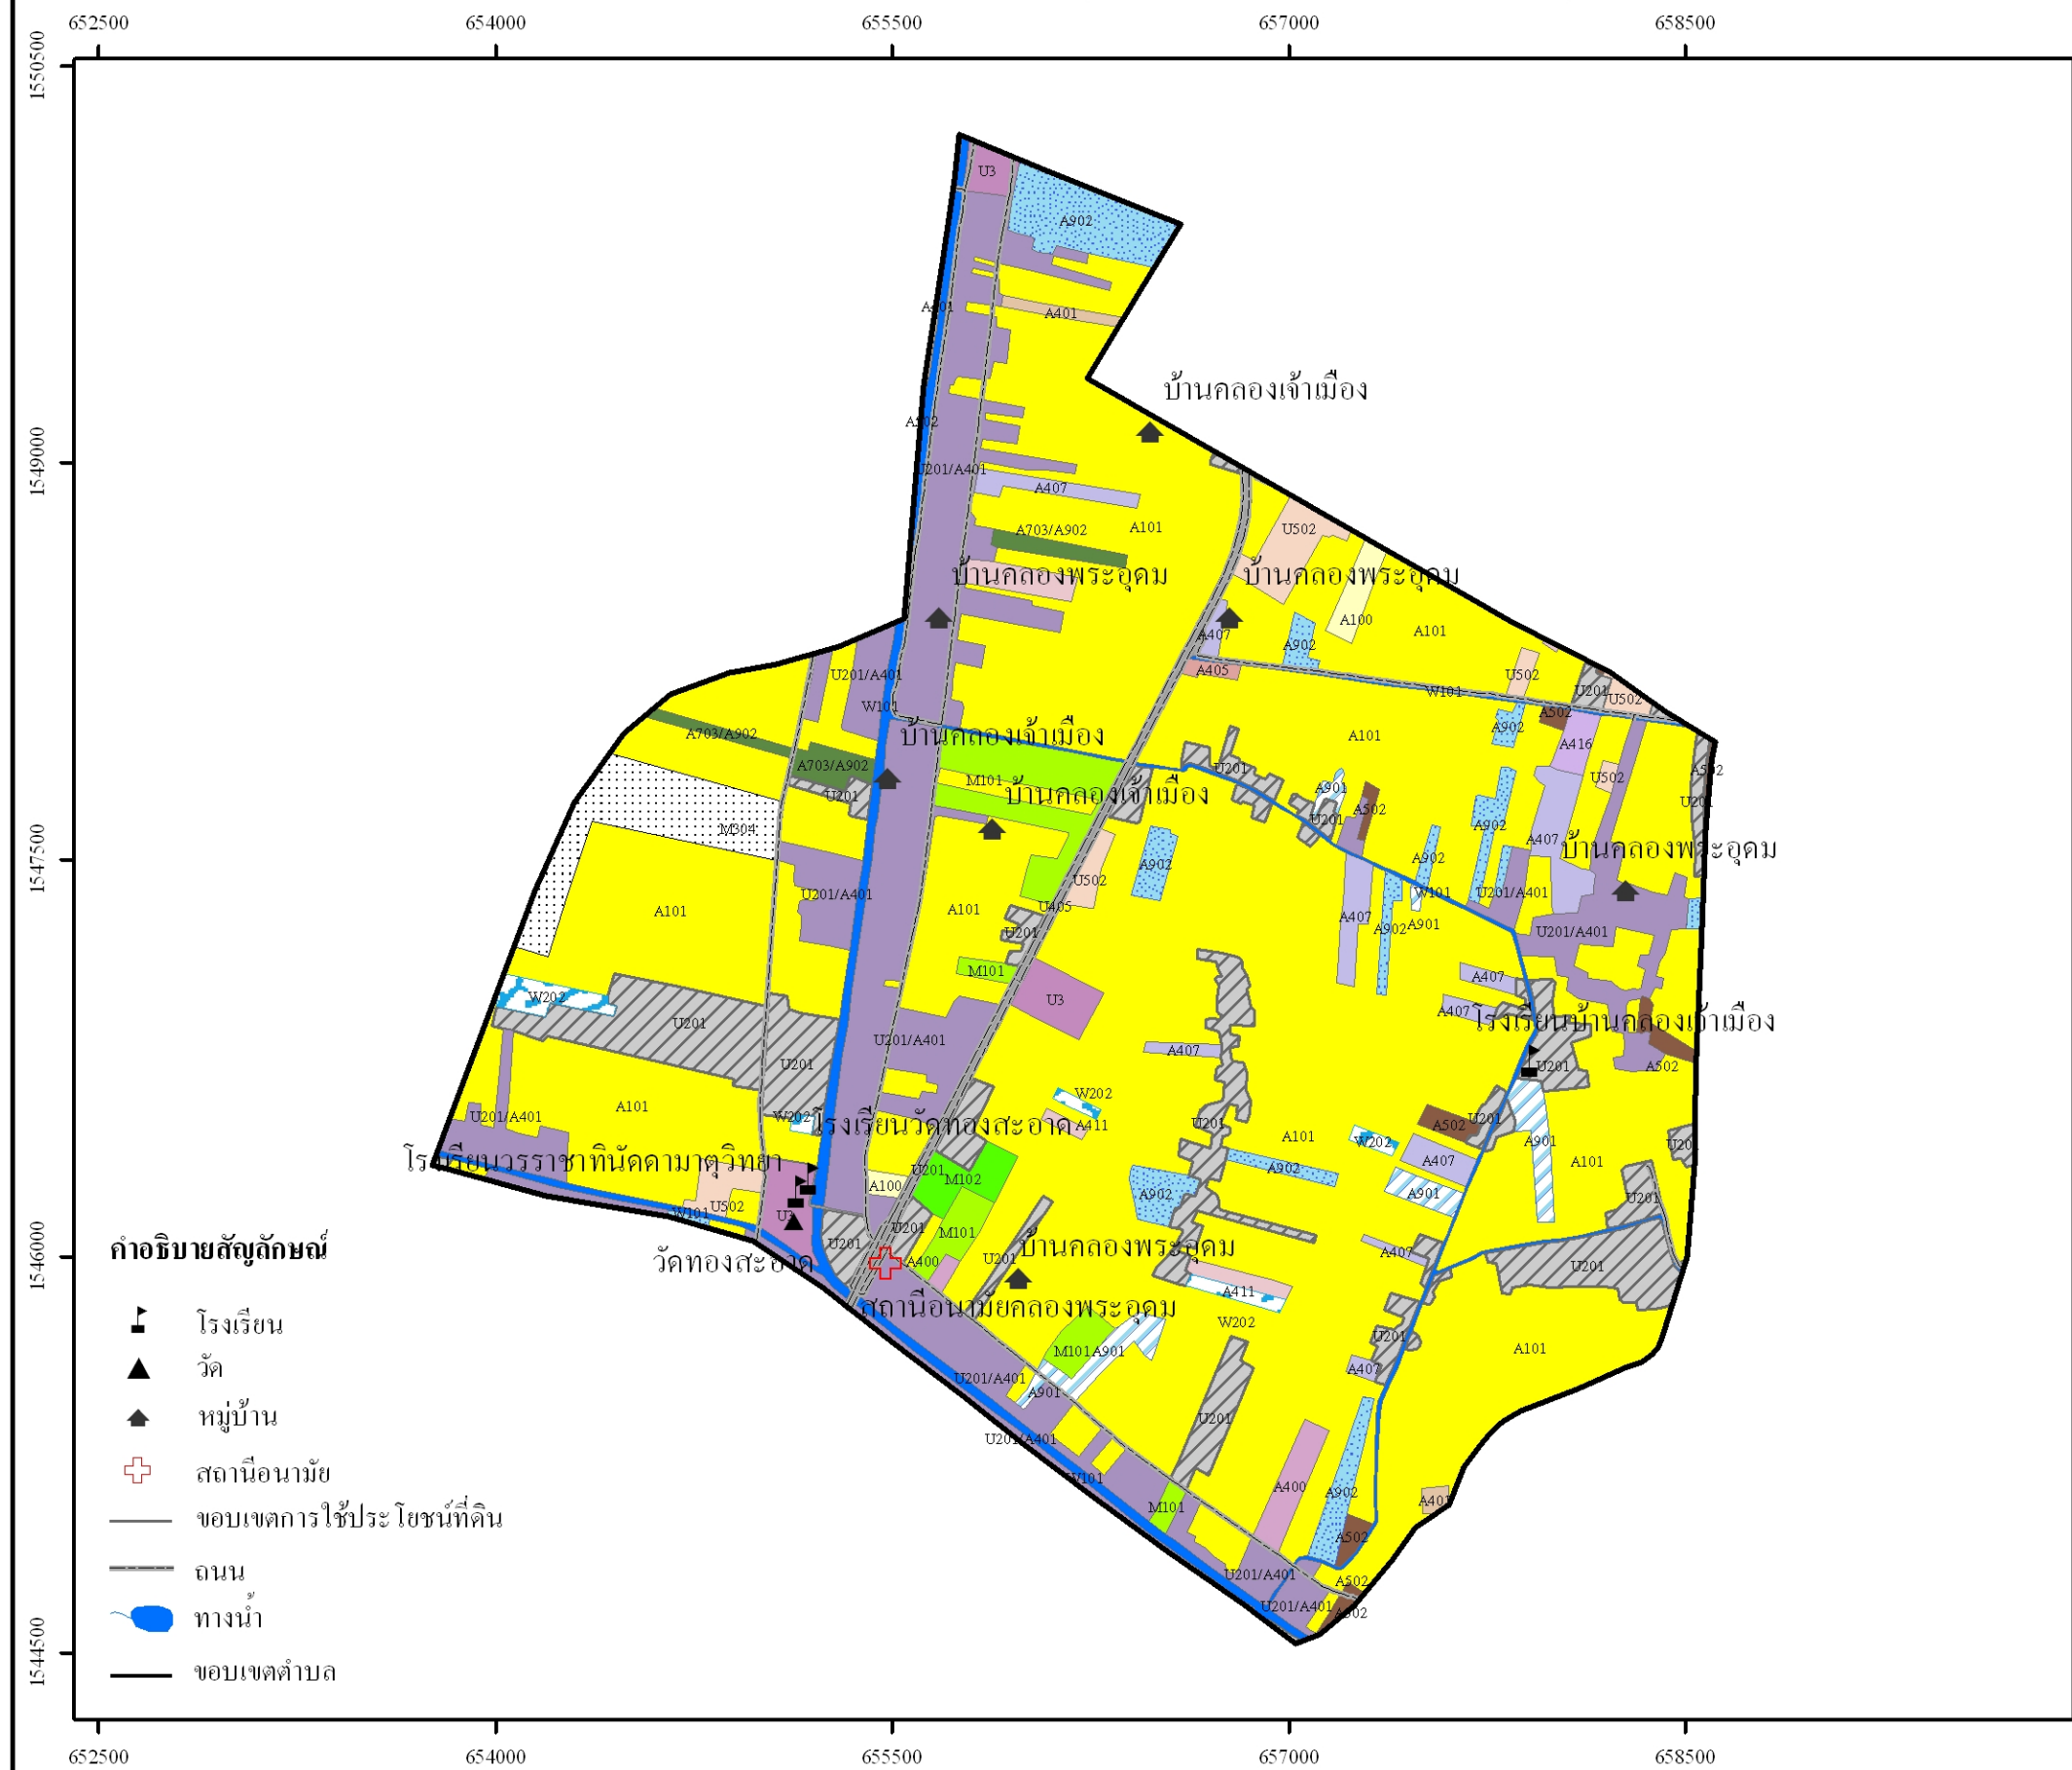 652500 654000 655500 657000 658500
1550500
U3
A902
A401
A401
บ้านคลองเจ้าเมือง
A502
1549000
U201/A401
A407
A703/A902 A101 U502
บ้านคลองพระอุดม บ้านคลองพระอุดม
A100 A101
A407 A902
U201/A401 A405 U502
W101 U201 U502
W101 A502
A703/A902 บ้านคลองเจ้าเมือง A101 A902 A416
A703/A902 M101 U201 U502 A502
U201 บ้านคลองเจ้าเมือง A901 U201
M304 U201 A502 A902 A407
1547500
บ้านคลองพระอุดม
A902 A902
U201/A401 U502 W101 U201/A401
A101 A101 U405 A407 A902 A901
U201 U201/A401
M101 A407
W202 U3 A407
U201 U201/A401 โรงเรียนบ้านคลองเจ้าเมือง
U201 A407 U201 A502
W202
U201/A401 A101 W202 โรงเรียนวัดทองสะอาด A411 U201 A101 W202 A502 U201 A901 U201
โรงเรียนวรราชาทินัดดามาตุวิทยา U201 M102 A902 A407 A101
A100 A902 A901 U201
W101 U502 U3 U201 M101
U201 บ้านคลองพระอุดม A407
คำอธิบายสัญลักษณ์
วัดทองสะอาด A400 U201 U201
1546000
A411
สถานีอนามัยคลองพระอุดม W202
โรงเรียน
U201 A101
M101 A901
วัด
U201/A401 A901 A407
หมู่บ้าน
U201
U201/A401
สถานีอนามัย
W101 A400 A902 A401
M101
ขอบเขตการใช้ประโยชน์ที่ดิน
A502
ถนน
U201/A401 A502
ทางน้ำ
U201/A401 A502
1544500
ขอบเขตตำบล
652500 654000 655500 657000 658500